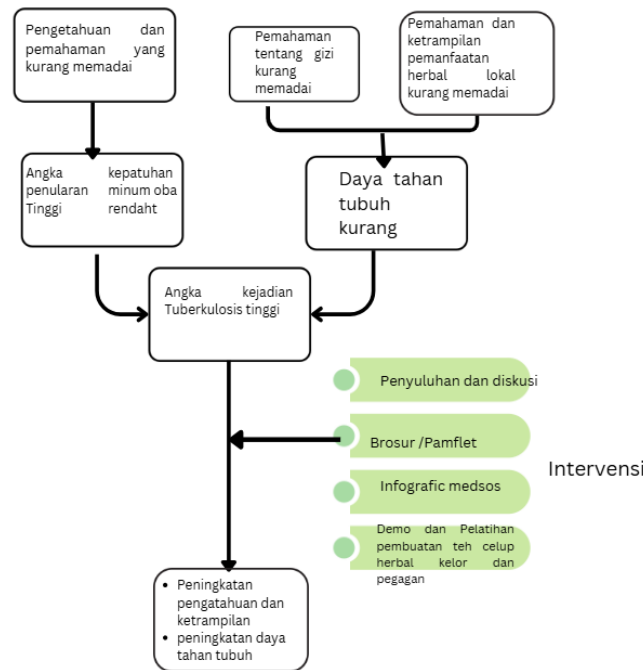 Pengetahuan dan
pemahaman yang
kurang memadai
Pemahaman
tentang gizi
kurang
memadai
Pemahaman dan
ketrampilan
pemanfaatan
herbal lokal
kurang memadai
Angka kepatuhan
penularan minum oba
Tinggi rendaht
Daya tahan
tubuh
kurang
Angka kejadian
Tuberkulosis tinggi
Penyuluhan dan diskusi
Brosur /Pamflet
Infografic medsos
Demo dan Pelatihan
pembuatan teh celup
herbal kelor dan
pegagan
Intervensi
• Peningkatan
pengatahuan dan
ketrampilan
• peningkatan daya
tahan tubuh